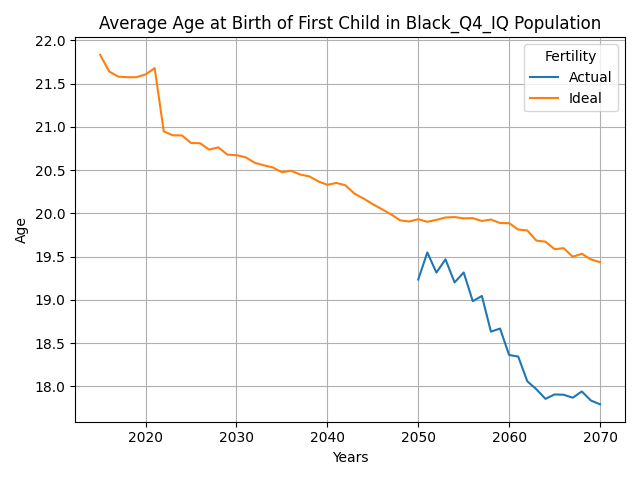 Average Age at Birth of First Child in Black_Q4_IQ Population
Fertility
Actual
Ideal
Age
22.0
21.5
21.0
20.5
20.0
19.5
19.0
18.5
18.0
2020 2030 2040 2050 2060 2070
Years